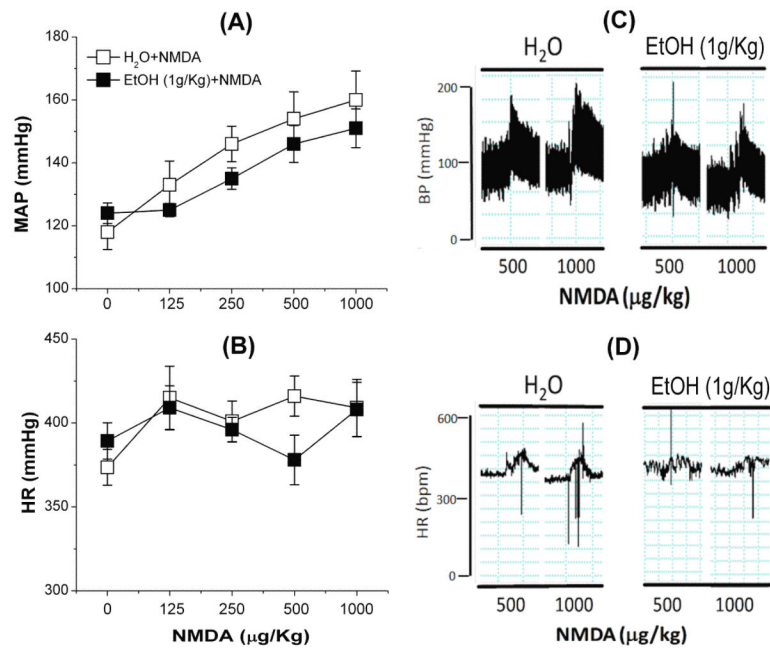 (A)
H₂O+NMDA
EtOH (1g/Kg)+NMDA
MAP (mmHg)
180
160
140
120
100
0 125 250 500 1000
(B)
HR (mmHg)
450
400
350
300
0 125 250 500 1000
NMDA (µg/Kg)
(C)
H₂O EtOH (1g/Kg)
BP (mmHg)
200
100
0
500 1000 500 1000
NMDA (µg/kg)
(D)
H₂O EtOH (1g/Kg)
HR (bpm)
600
300
0
500 1000 500 1000
NMDA (µg/kg)